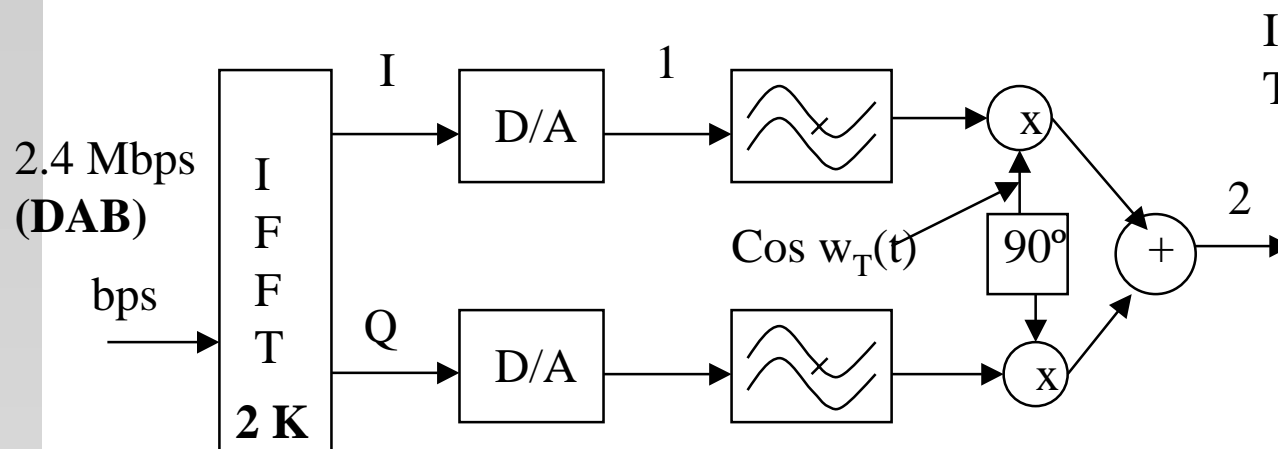 2.4 Mbps
(DAB)
bps
I
F
F
T
2 K
I
Q
D/A
D/A
1
Cos w_T(t)
x
90º
x
+
2
I
T